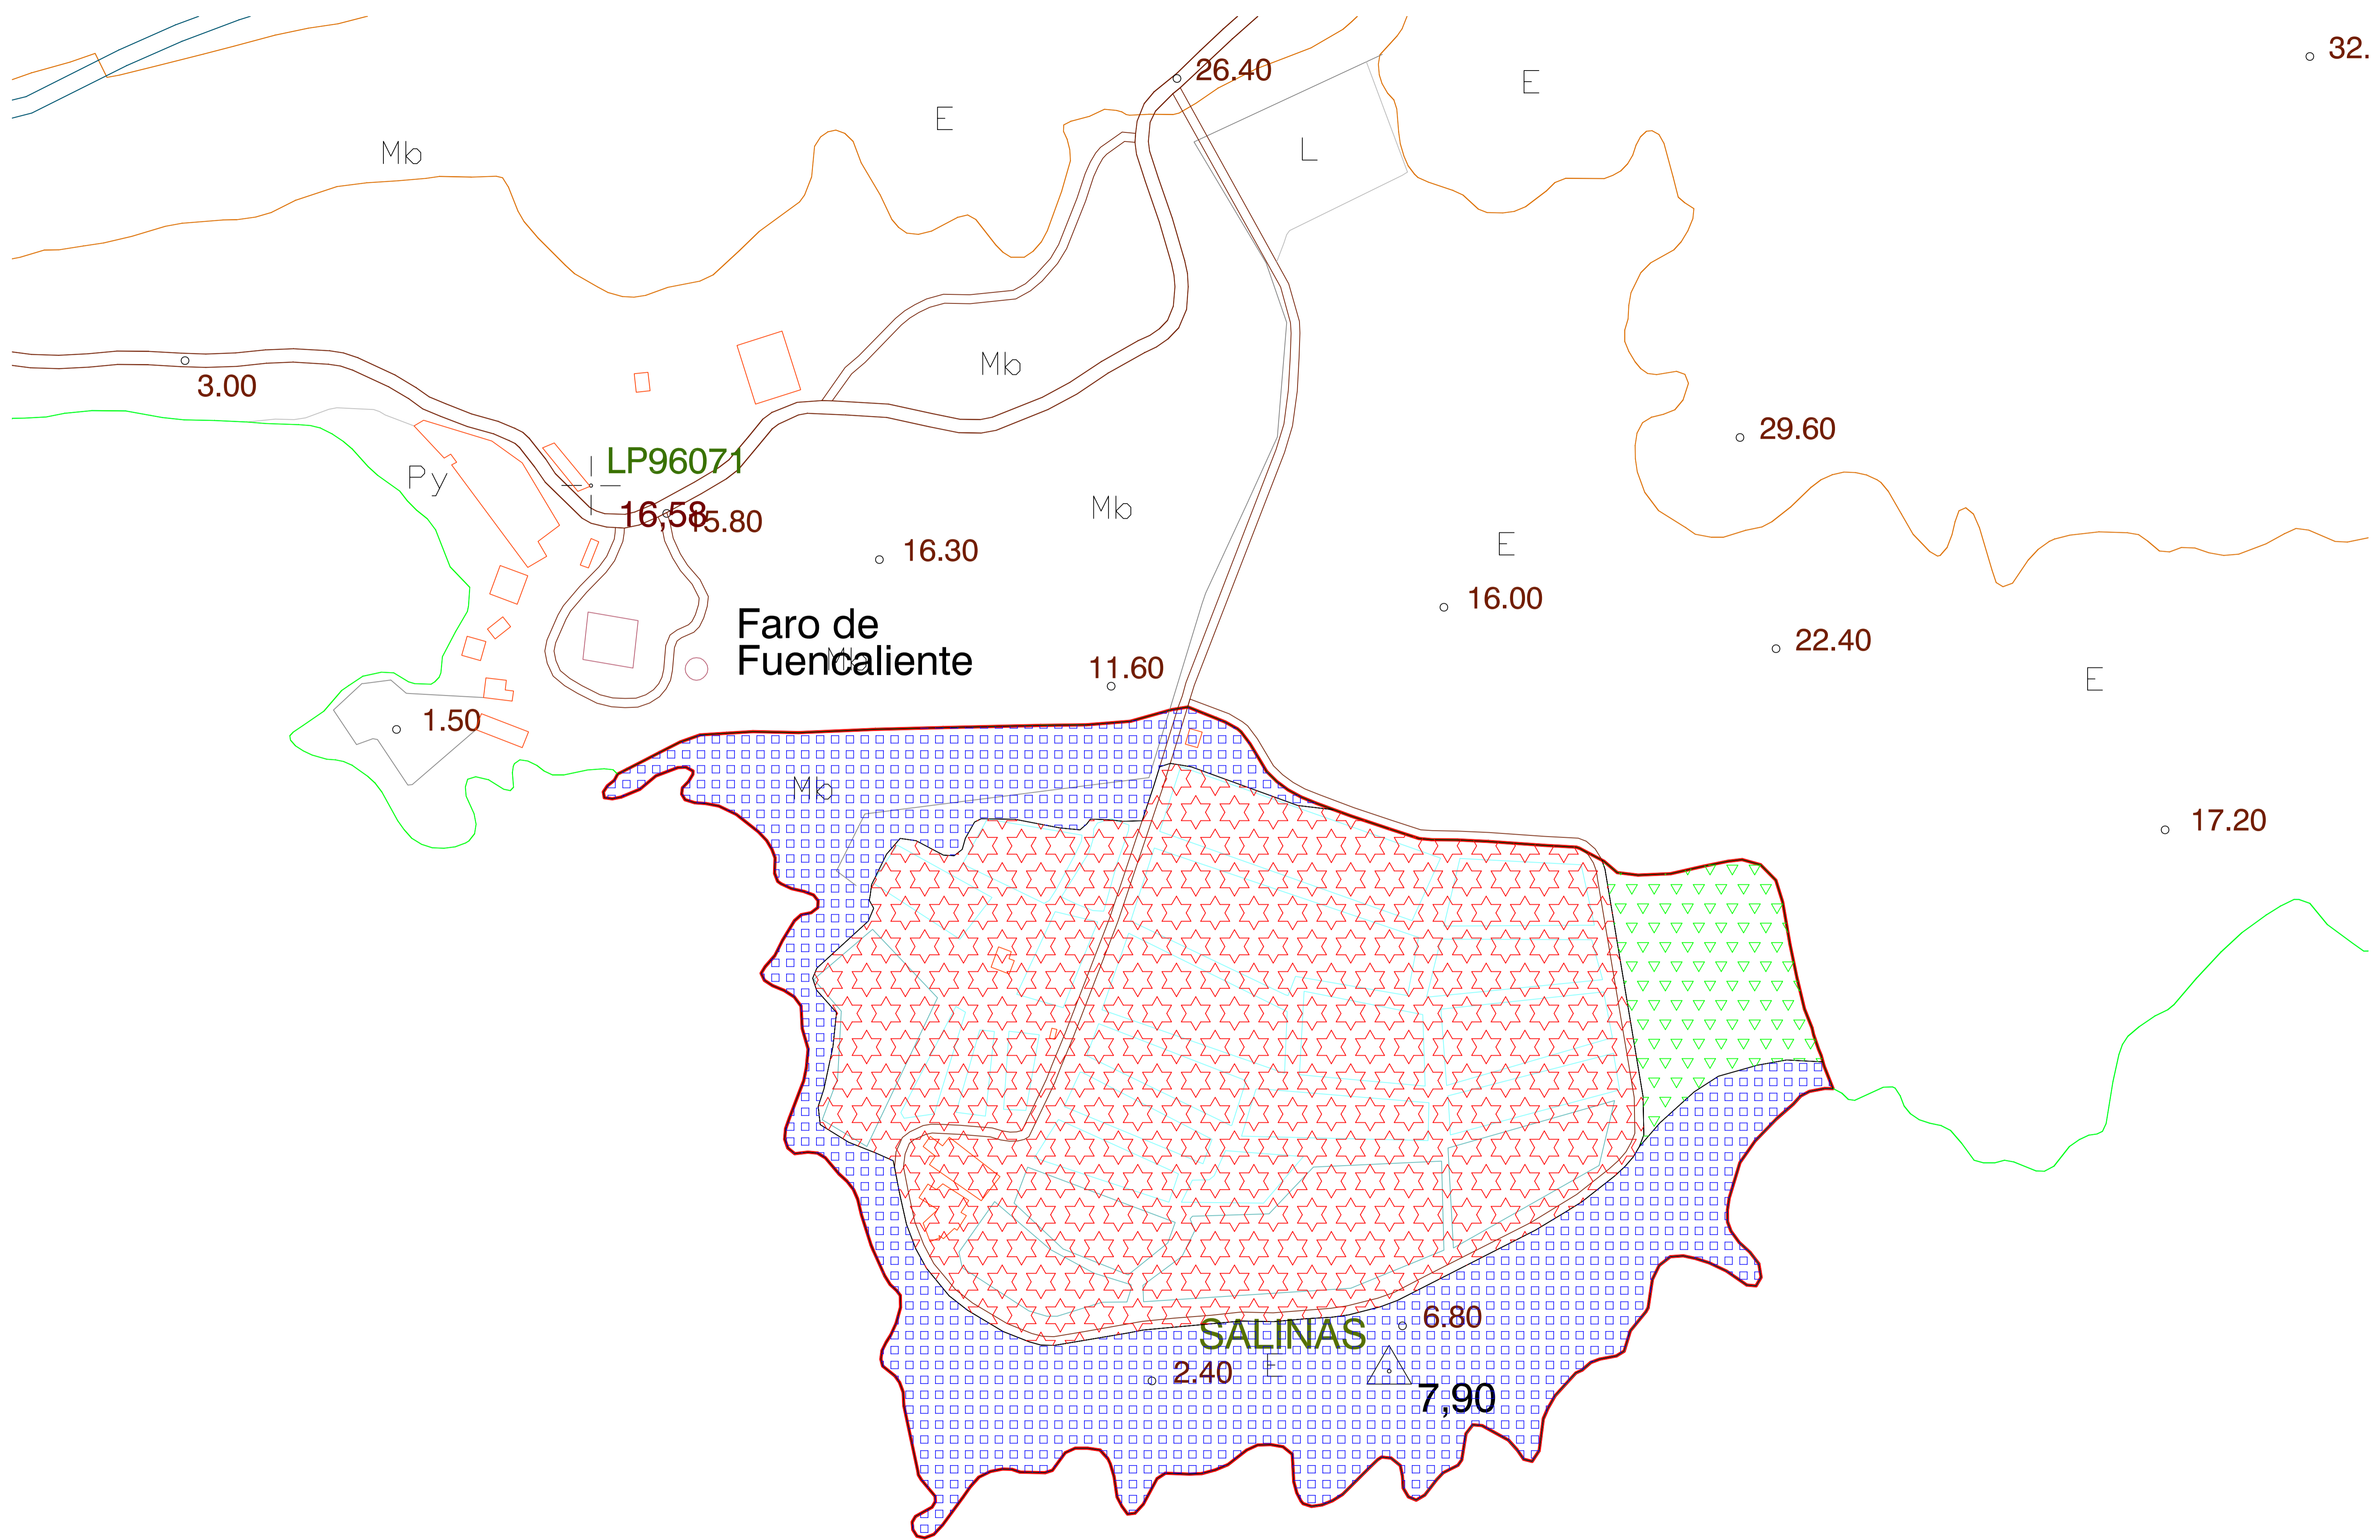 32.
26.40
E
E
Mb
L
Mb
3.00
29.60
LP96071
Py
16,58
15.80
Mb
E
16.30
16.00
Faro de
Fuencaliente
Mb
22.40
11.60
E
1.50
Mb
17.20
SALINAS
6.80
E
2.40
7,90